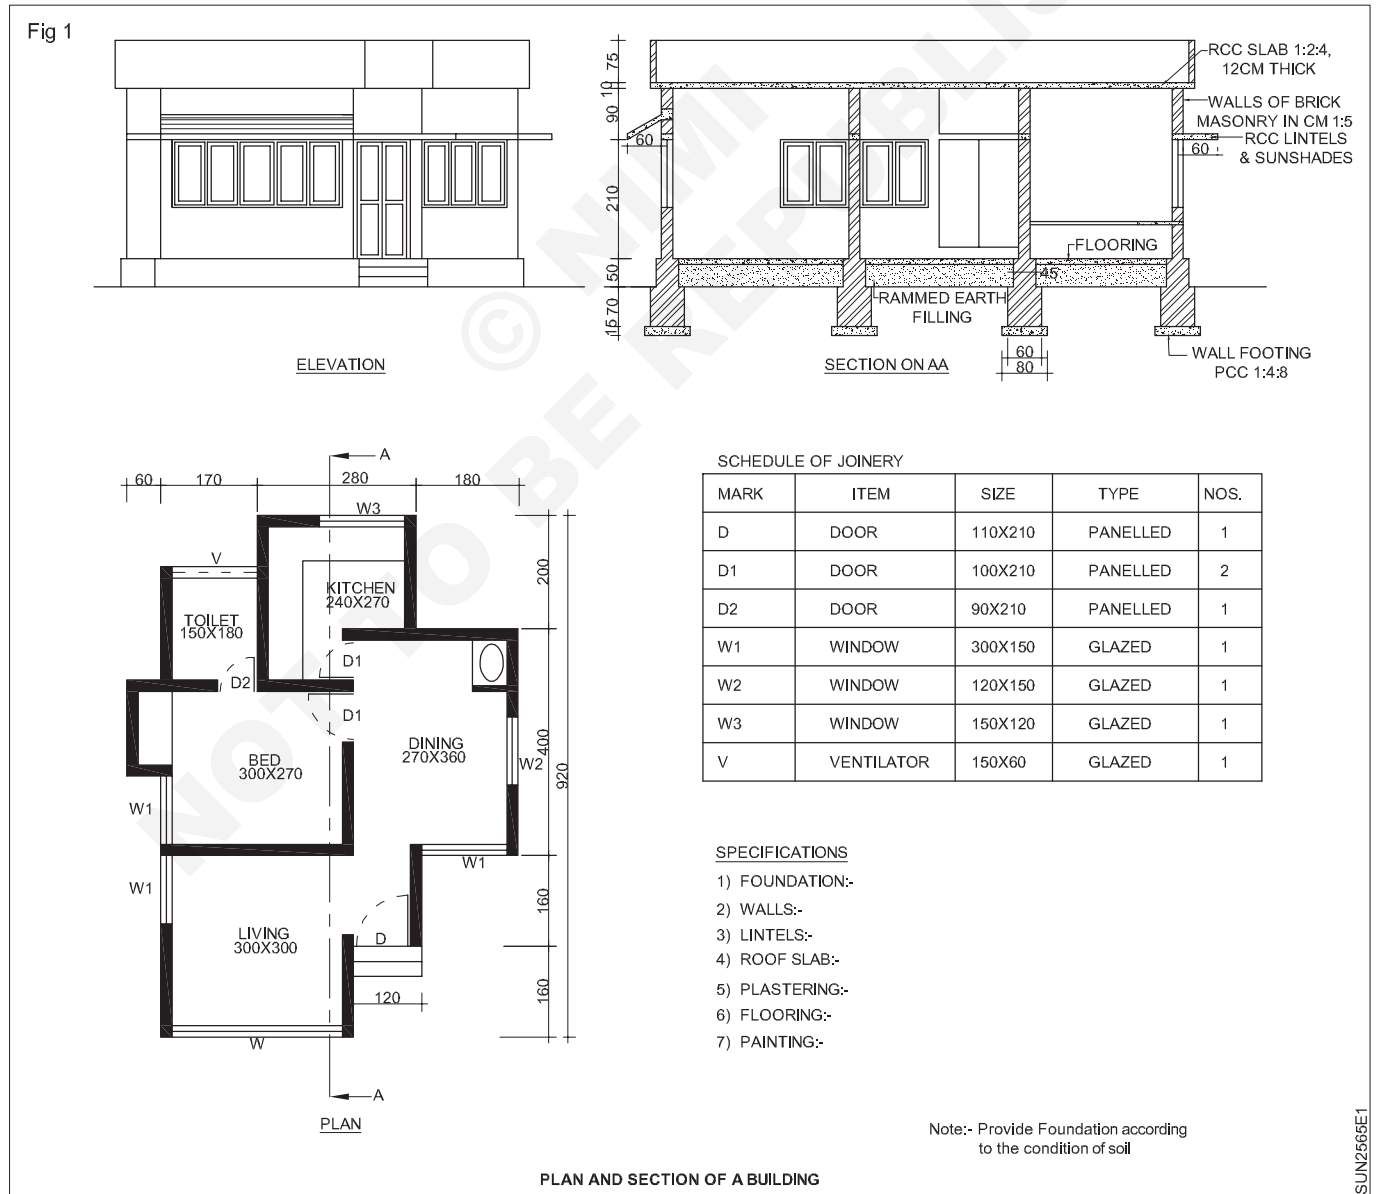 Fig 1
75
10
90
60
210
50
70
15
RCC SLAB 1:2:4,
12CM THICK
WALLS OF BRICK
MASONRY IN CM 1:5
RCC LINTELS
& SUNSHADES
60
FLOORING
45
RAMMED EARTH
FILLING
60
80
WALL FOOTING
PCC 1:4:8
ELEVATION
SECTION ON AA
© NIMI
NOT TO BE REPUBLIS
A
60 170 280 180
W3
V
KITCHEN
240X270
TOILET
150X180
200
D1
D2
D1
DINING
270X360
BED
300X270
W2
400
920
W1
W1
W1
160
LIVING
300X300
D
120
160
W
A
PLAN
SCHEDULE OF JOINERY
MARK ITEM SIZE TYPE NOS.
D DOOR 110X210 PANELLED 1
D1 DOOR 100X210 PANELLED 2
D2 DOOR 90X210 PANELLED 1
W1 WINDOW 300X150 GLAZED 1
W2 WINDOW 120X150 GLAZED 1
W3 WINDOW 150X120 GLAZED 1
V VENTILATOR 150X60 GLAZED 1
SPECIFICATIONS
1) FOUNDATION:-
2) WALLS:-
3) LINTELS:-
4) ROOF SLAB:-
5) PLASTERING:-
6) FLOORING:-
7) PAINTING:-
Note:- Provide Foundation according
to the condition of soil
PLAN AND SECTION OF A BUILDING
SUN2565E1